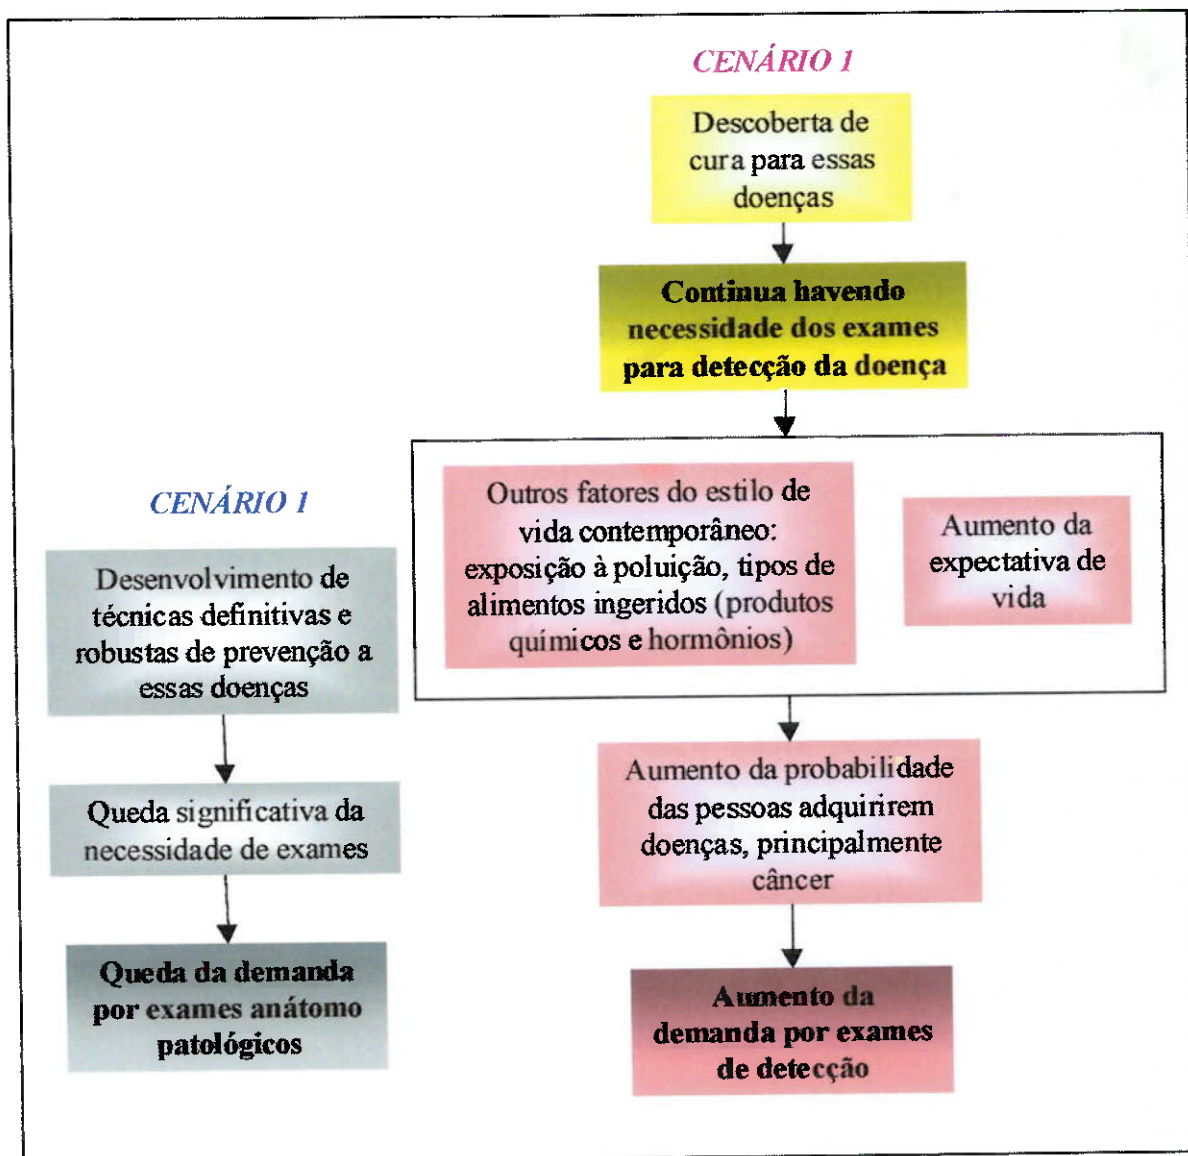 CENÁRIO 1
Descoberta de
cura para essas
doenças
Continua havendo
necessidade dos exames
para detecção da doença
Outros fatores do estilo de
vida contemporâneo:
exposição à poluição, tipos de
alimentos ingeridos (produtos
químicos e hormônios)
Aumento da
expectativa de
vida
Aumento da probabilidade
das pessoas adquirirem
doenças, principalmente
câncer
Aumento da
demanda por exames
de detecção
CENÁRIO 1
Desenvolvimento de
técnicas definitivas e
robustas de prevenção a
essas doenças
Queda significativa da
necessidade de exames
Queda da demanda
por exames anátomo
patológicos